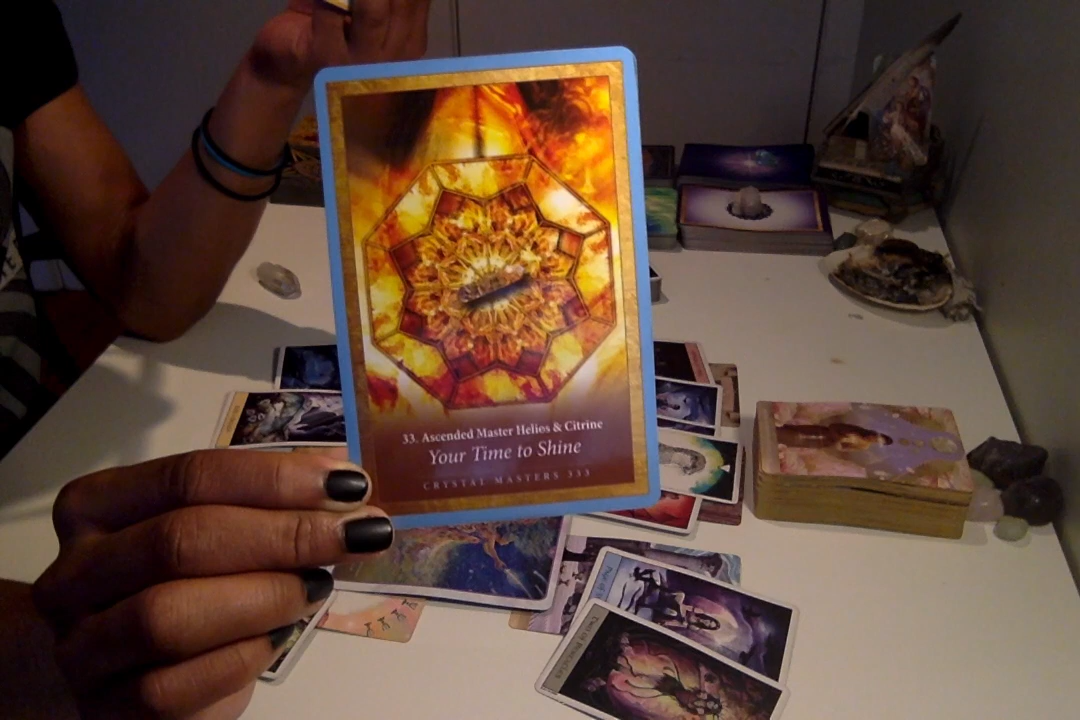 33. Ascended Master Helios & Citrine
Your Time to Shine
CRYSTAL MASTERS 333